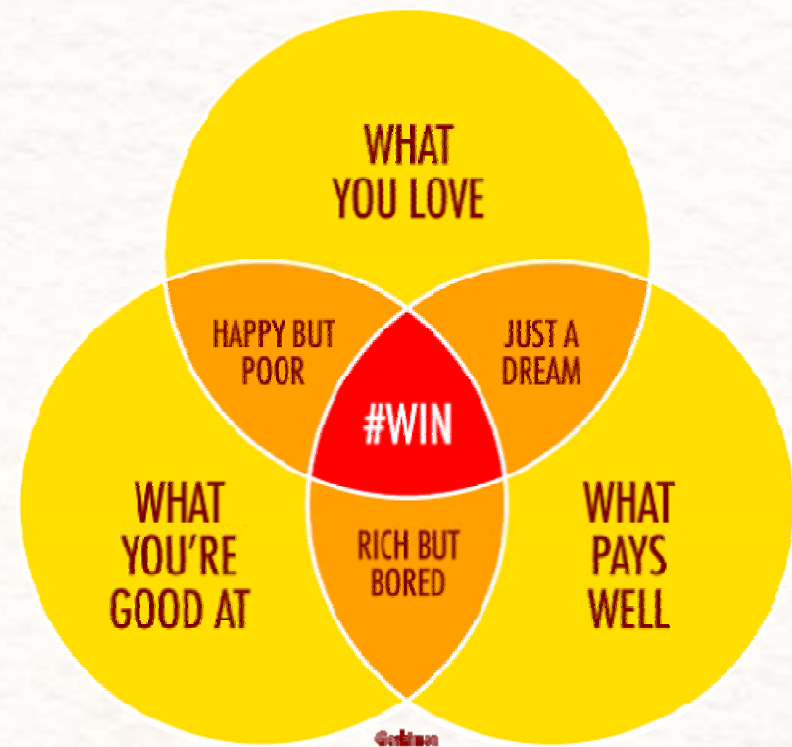 WHAT
YOU LOVE
HAPPY BUT
POOR
JUST A
DREAM
#WIN
WHAT
YOU'RE
GOOD AT
RICH BUT
BORED
WHAT
PAYS
WELL